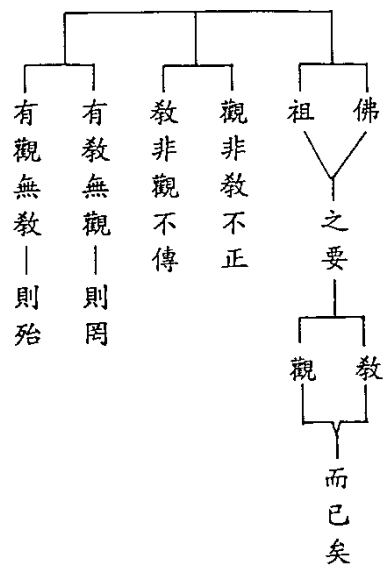 佛
祖
之要
教
觀
而已矣
觀非教不正
教非觀不傳
有教無觀｜則罔
有觀無教｜則殆